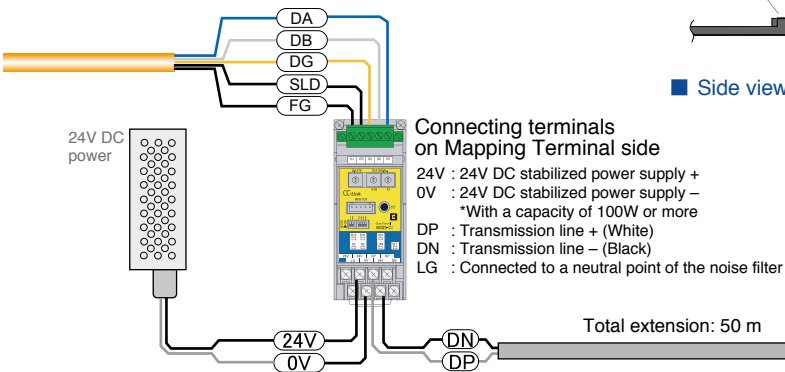 DA
DB
DG
SLD
FG
Side view
24V DC
power
Connecting terminals
on Mapping Terminal side
24V : 24V DC stabilized power supply +
0V : 24V DC stabilized power supply –
*With a capacity of 100W or more
DP : Transmission line + (White)
DN : Transmission line – (Black)
LG : Connected to a neutral point of the noise filter
CC-Link
Total extension: 50 m
24V
0V
DN
DP